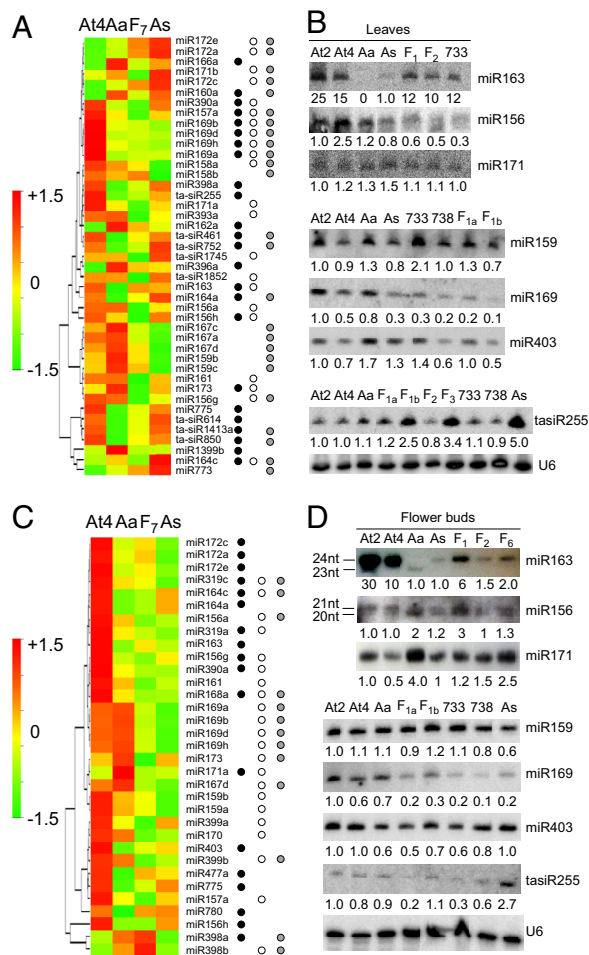 A
At4 Aa F7 As
miR172e
miR172a
miR166a
miR171b
miR172c
miR160a
miR390a
miR157a
miR169b
miR169d
miR169h
miR169a
miR158a
miR158b
miR398a
ta-siR255
miR171a
miR393a
miR162a
ta-siR461
ta-siR752
ta-siR1745
miR396a
ta-siR1852
miR163
miR164a
miR156a
miR156h
miR167c
miR167a
miR167d
miR159b
miR159c
miR161
miR173
miR156g
miR775
ta-siR614
ta-siR1413a
ta-siR850
miR1399b
miR164c
miR773
+1.5
0
-1.5
B
Leaves
At2 At4 Aa As F1 F2 733
miR163
25 15 0 1.0 12 10 12
miR156
1.0 2.5 1.2 0.8 0.6 0.5 0.3
miR171
1.0 1.2 1.3 1.5 1.1 1.1 1.0
At2 At4 Aa As 733 738 F1a F1b
miR159
1.0 0.9 1.3 0.8 2.1 1.0 1.3 0.7
miR169
1.0 0.5 0.8 0.3 0.3 0.2 0.2 0.1
miR403
1.0 0.7 1.7 1.3 1.4 0.6 1.0 0.5
At2 At4 Aa F1a F1b F2 F3 733 738 As
tasiR255
1.0 1.0 1.1 1.2 2.5 0.8 3.4 1.1 0.9 5.0
U6
C
At4 Aa F7 As
miR172c
miR172a
miR172e
miR319c
miR164c
miR164a
miR156a
miR319a
miR163
miR156g
miR390a
miR161
miR168a
miR169a
miR169b
miR169d
miR169h
miR173
miR171a
miR167d
miR159b
miR159a
miR399a
miR170
miR403
miR399b
miR477a
miR775
miR157a
miR780
miR156h
miR398a
miR398b
+1.5
0
-1.5
D
Flower buds
At2 At4 Aa As F1 F2 F6
24nt
23nt
miR163
30 10 1.0 1.0 6 1.5 2.0
21nt
20nt
miR156
1.0 1.0 2 1.2 3 1 1.3
miR171
1.0 0.5 4.0 1 1.2 1.5 2.5
At2 At4 Aa F1a F1b 733 738 As
miR159
1.0 1.1 1.1 0.9 1.2 1.1 0.8 0.6
miR169
1.0 0.6 0.7 0.2 0.3 0.2 0.1 0.2
miR403
1.0 1.0 0.6 0.5 0.7 0.6 0.8 1.0
tasiR255
1.0 0.8 0.9 0.2 1.1 0.3 0.6 2.7
U6